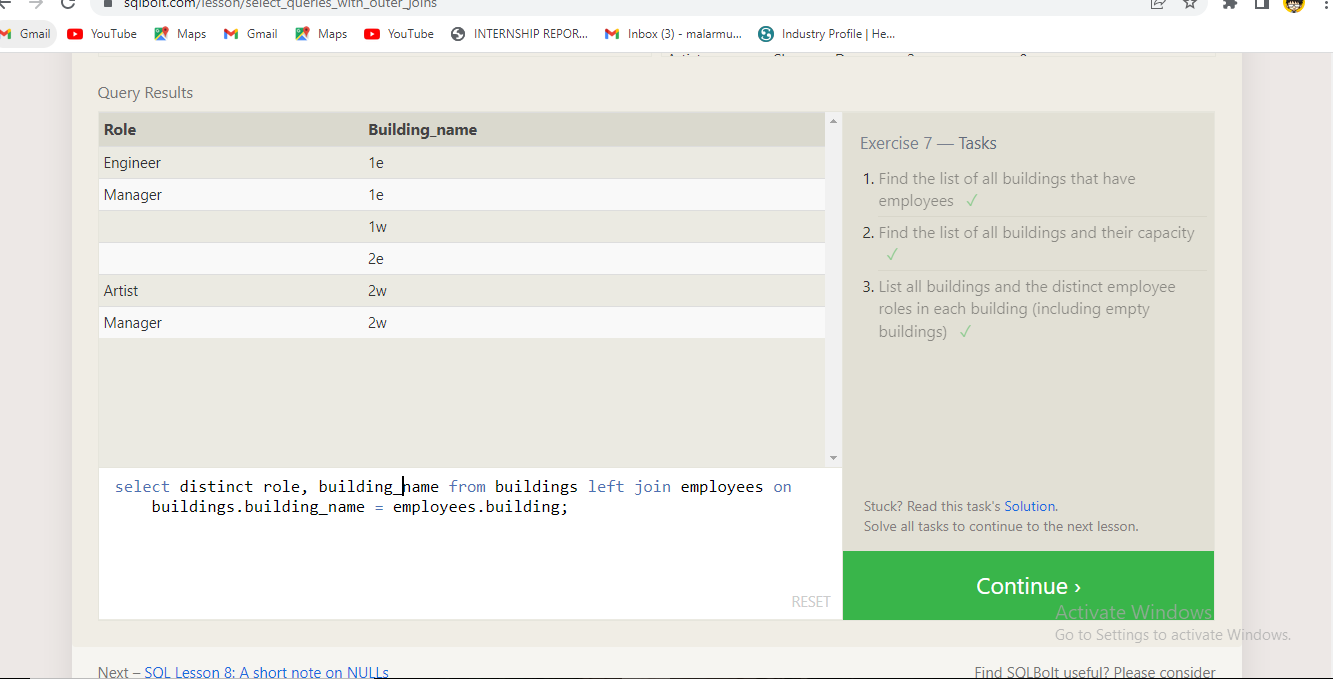 sqlbolt.com/lesson/select_queries_with_outer_joins
Gmail YouTube Maps Gmail Maps YouTube INTERNSHIP REPOR... Inbox (3) - malarmu... Industry Profile | He...
Query Results
Role Building_name
Engineer 1e
Manager 1e
1w
2e
Artist 2w
Manager 2w
select distinct role, building_name from buildings left join employees on
buildings.building_name = employees.building;
RESET
Exercise 7 — Tasks
1. Find the list of all buildings that have
employees ✓
2. Find the list of all buildings and their capacity
✓
3. List all buildings and the distinct employee
roles in each building (including empty
buildings) ✓
Stuck? Read this task's Solution.
Solve all tasks to continue to the next lesson.
Continue ›
Activate Windows
Go to Settings to activate Windows.
Next – SQL Lesson 8: A short note on NULLs
Find SQLBolt useful? Please consider